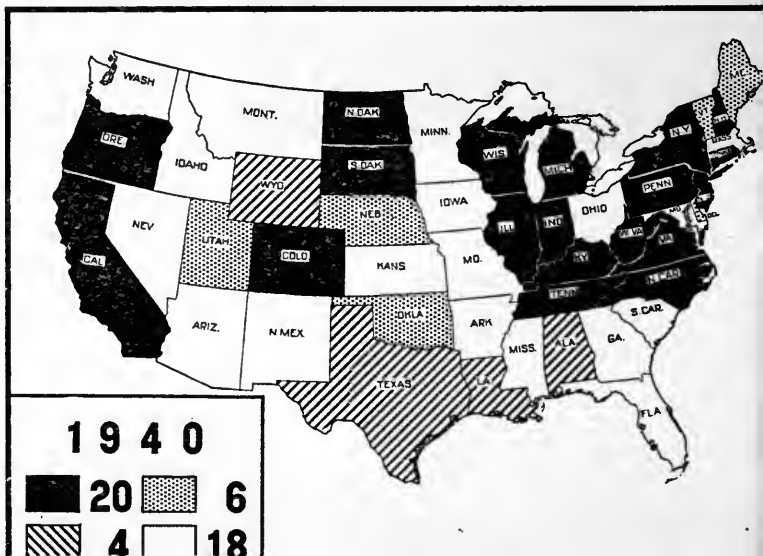 WASH
MONT.
N.DAK
MINN.
ME.
ORE.
IDAHO
S.DAK
WIS.
MICH
N.Y.
MASS
WYO.
IOWA
PENN
NEV
UTAH
NEB
ILL
IND
OHIO
MD
DEL
CAL
COLO
KANS
MO.
KY
W.VA
VA
N.CAR
TENN
ARIZ.
N.MEX.
OKLA
ARK
S.CAR.
MISS.
ALA
GA.
TEXAS
LA
FLA
1940
20 6
4 18